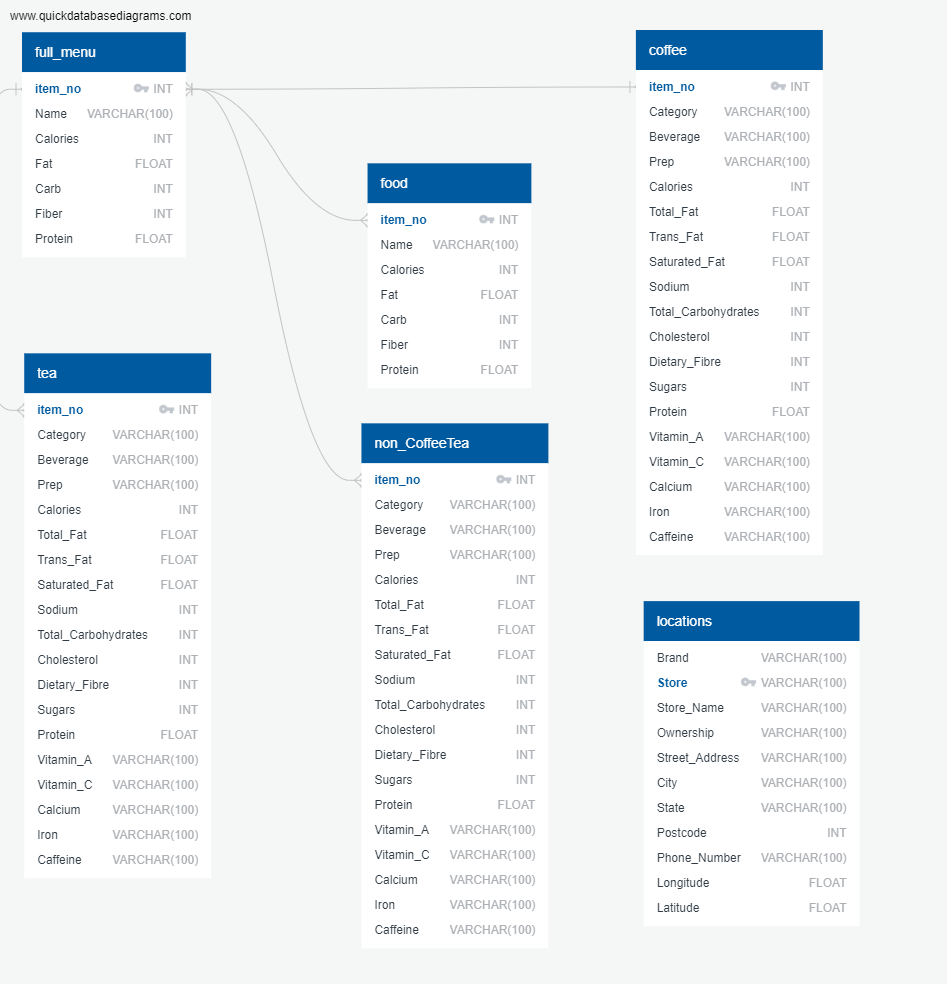 www.quickdatabasediagrams.com
full_menu
item_no INT
Name VARCHAR(100)
Calories INT
Fat FLOAT
Carb INT
Fiber INT
Protein FLOAT
coffee
item_no INT
Category VARCHAR(100)
Beverage VARCHAR(100)
Prep VARCHAR(100)
Calories INT
Total_Fat FLOAT
Trans_Fat FLOAT
Saturated_Fat FLOAT
Sodium INT
Total_Carbohydrates INT
Cholesterol INT
Dietary_Fibre INT
Sugars INT
Protein FLOAT
Vitamin_A VARCHAR(100)
Vitamin_C VARCHAR(100)
Calcium VARCHAR(100)
Iron VARCHAR(100)
Caffeine VARCHAR(100)
food
item_no INT
Name VARCHAR(100)
Calories INT
Fat FLOAT
Carb INT
Fiber INT
Protein FLOAT
tea
item_no INT
Category VARCHAR(100)
Beverage VARCHAR(100)
Prep VARCHAR(100)
Calories INT
Total_Fat FLOAT
Trans_Fat FLOAT
Saturated_Fat FLOAT
Sodium INT
Total_Carbohydrates INT
Cholesterol INT
Dietary_Fibre INT
Sugars INT
Protein FLOAT
Vitamin_A VARCHAR(100)
Vitamin_C VARCHAR(100)
Calcium VARCHAR(100)
Iron VARCHAR(100)
Caffeine VARCHAR(100)
non_CoffeeTea
item_no INT
Category VARCHAR(100)
Beverage VARCHAR(100)
Prep VARCHAR(100)
Calories INT
Total_Fat FLOAT
Trans_Fat FLOAT
Saturated_Fat FLOAT
Sodium INT
Total_Carbohydrates INT
Cholesterol INT
Dietary_Fibre INT
Sugars INT
Protein FLOAT
Vitamin_A VARCHAR(100)
Vitamin_C VARCHAR(100)
Calcium VARCHAR(100)
Iron VARCHAR(100)
Caffeine VARCHAR(100)
locations
Brand VARCHAR(100)
Store VARCHAR(100)
Store_Name VARCHAR(100)
Ownership VARCHAR(100)
Street_Address VARCHAR(100)
City VARCHAR(100)
State VARCHAR(100)
Postcode INT
Phone_Number VARCHAR(100)
Longitude FLOAT
Latitude FLOAT